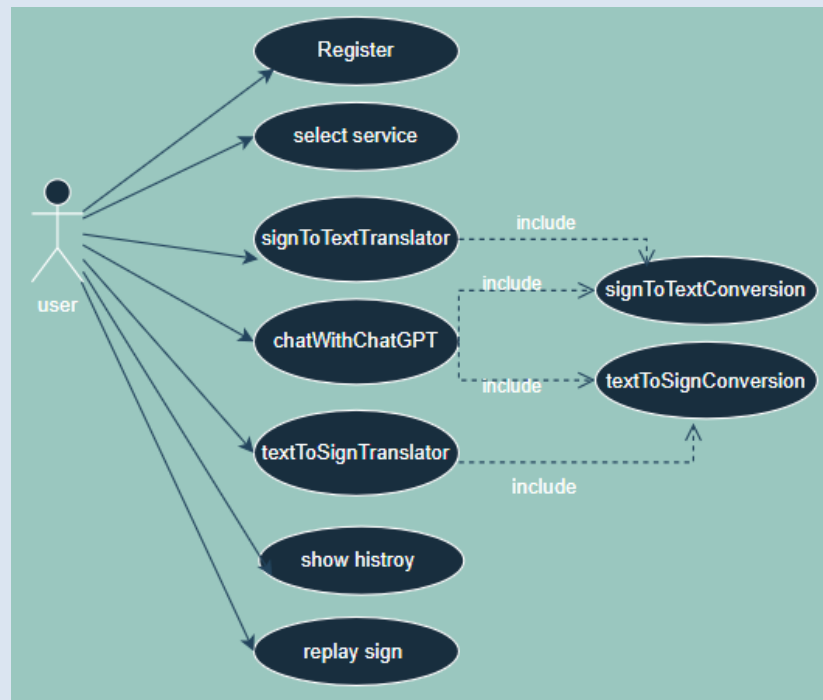 Register
select service
signToTextTranslator
include
include
signToTextConversion
user
chatWithChatGPT
textToSignConversion
include
textToSignTranslator
include
show histroy
replay sign